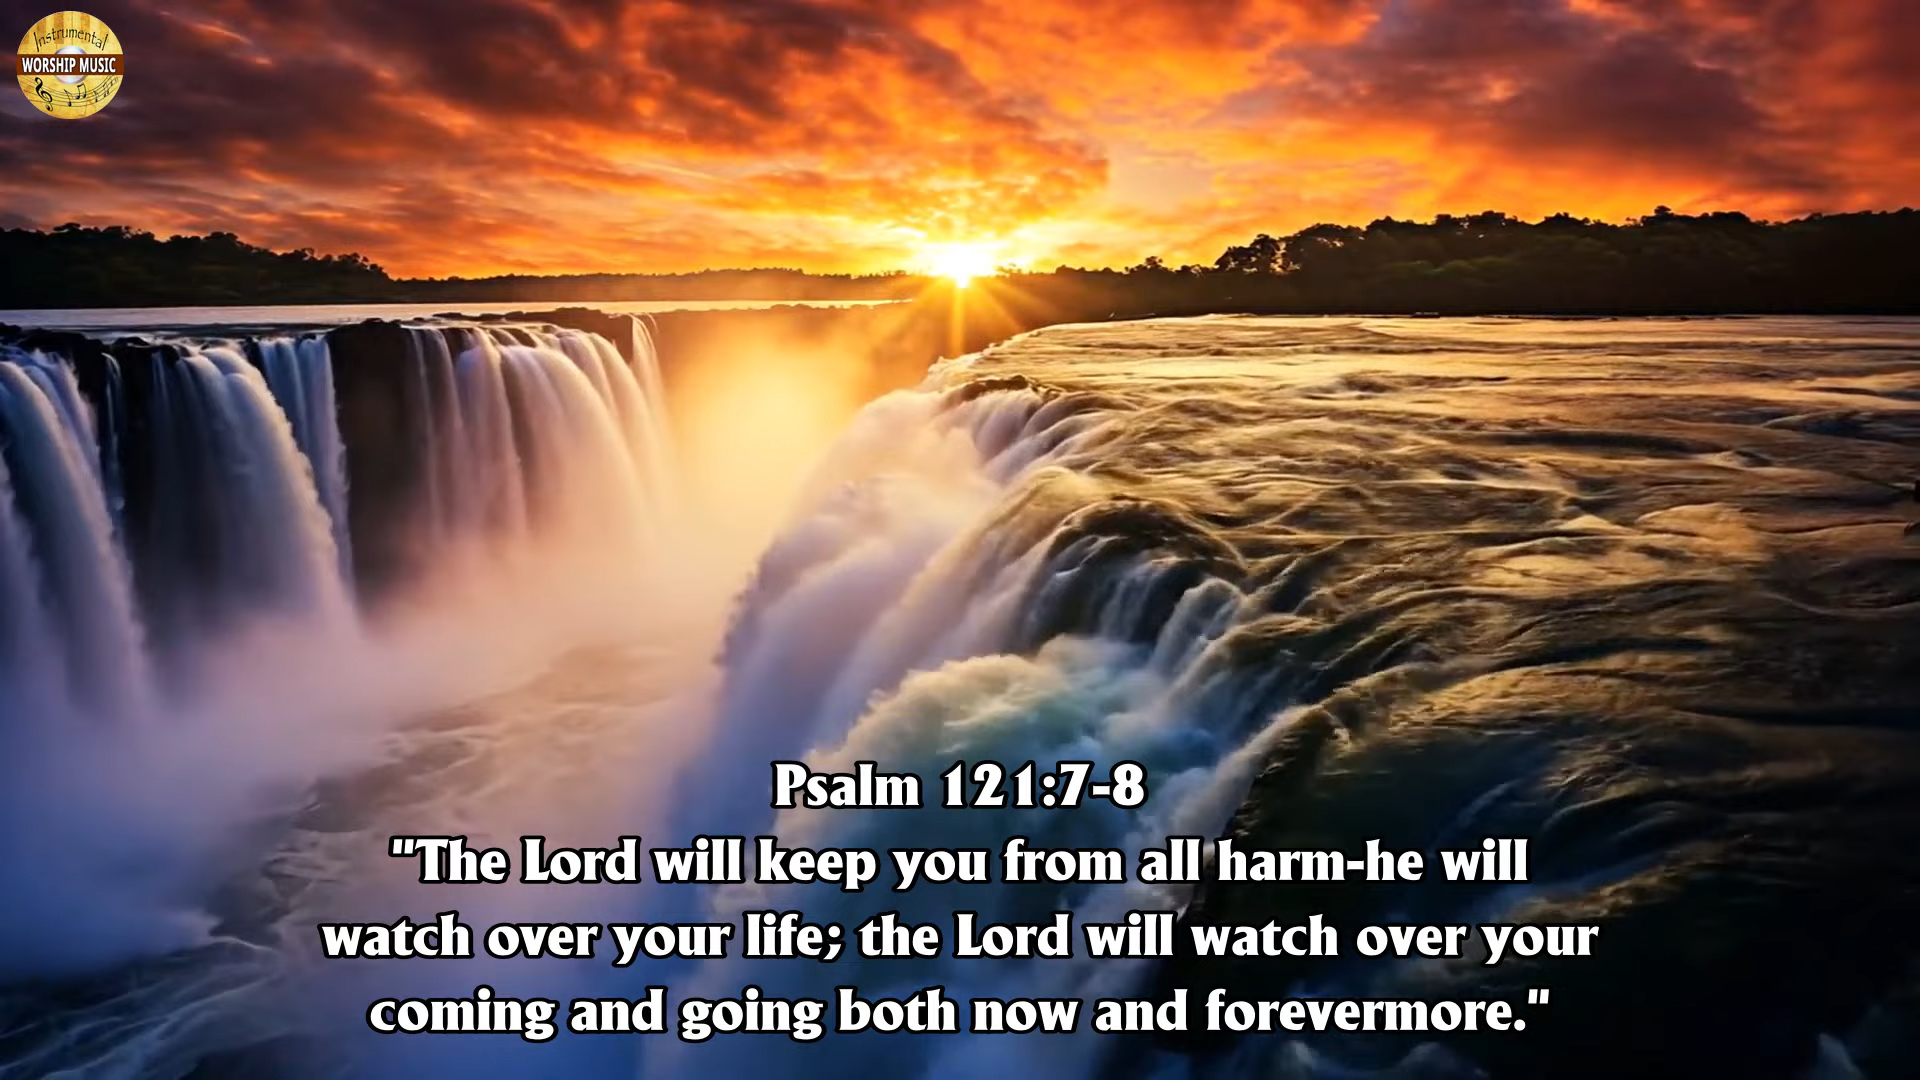 Instrumental
WORSHIP MUSIC
Psalm 121:7-8
"The Lord will keep you from all harm-he will
watch over your life; the Lord will watch over your
coming and going both now and forevermore."